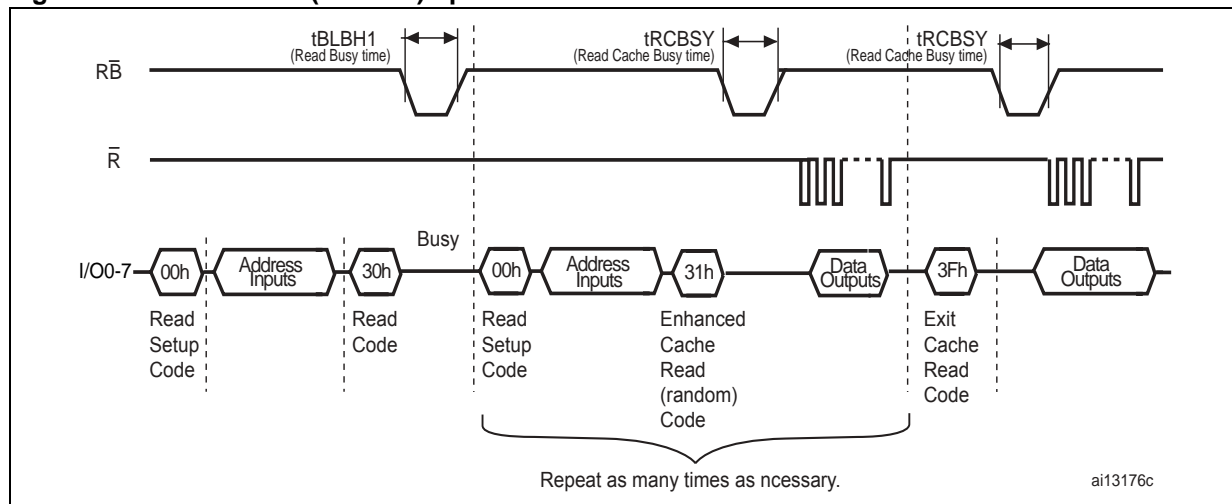 tBLBH1
(Read Busy time)
tRCBSY
(Read Cache Busy time)
tRCBSY
(Read Cache Busy time)
RB̅
R̅
Busy
I/O0-7
00h
Address
Inputs
30h
00h
Address
Inputs
31h
Data
Outputs
3Fh
Data
Outputs
Read
Setup
Code
Read
Code
Read
Setup
Code
Enhanced
Cache
Read
(random)
Code
Exit
Cache
Read
Code
Repeat as many times as ncessary.
ai13176c